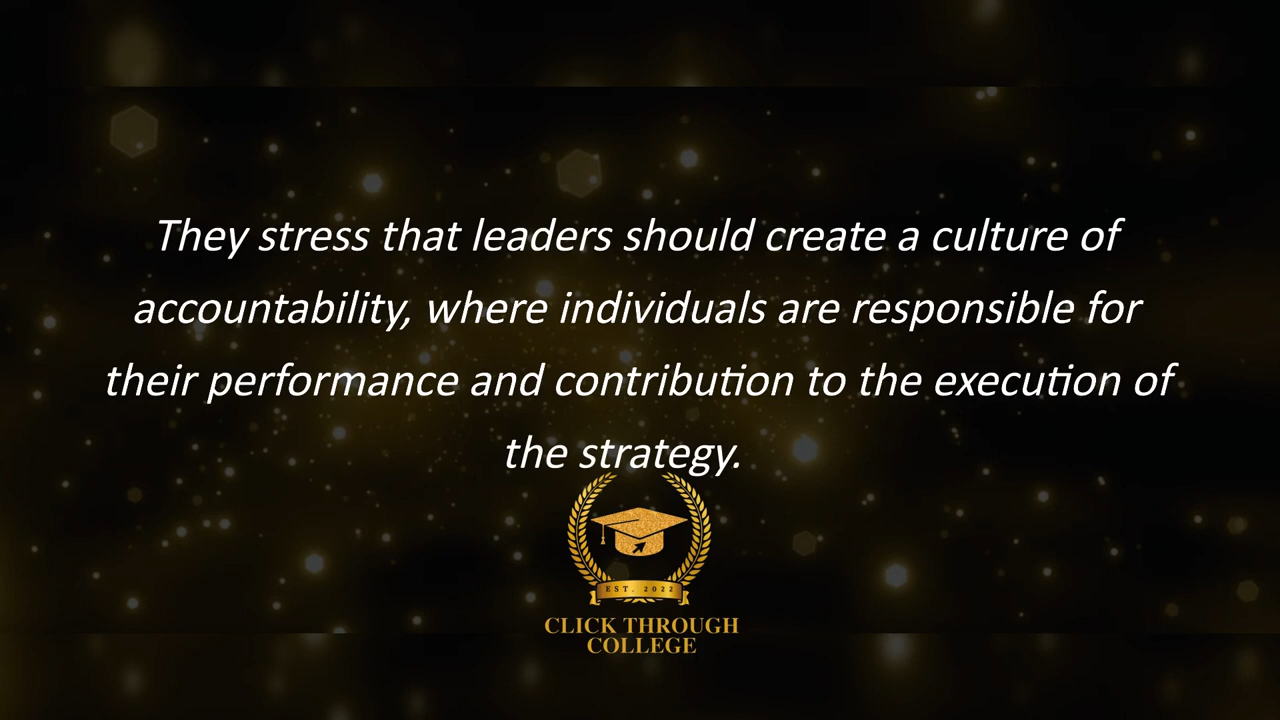 They stress that leaders should create a culture of
accountability, where individuals are responsible for
their performance and contribution to the execution of
the strategy.
EST. 2022
CLICK THROUGH
COLLEGE